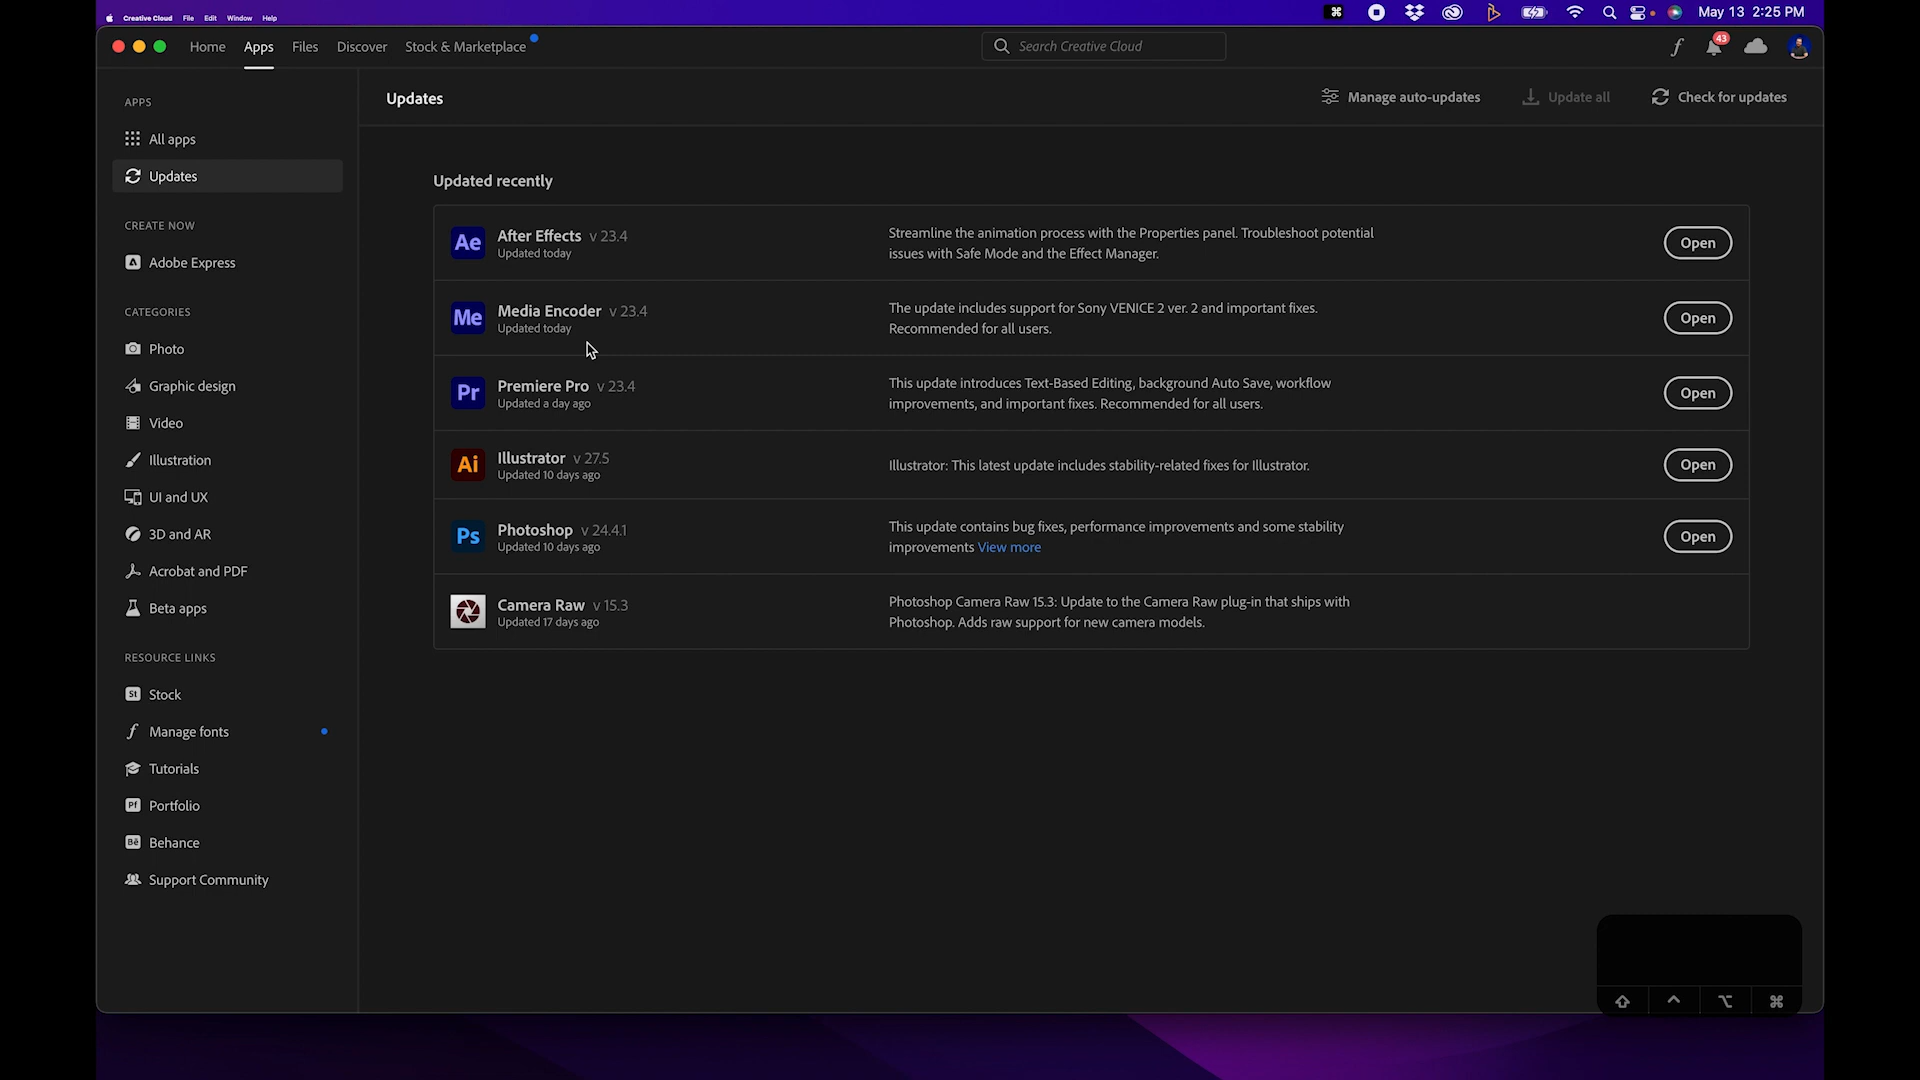 Creative Cloud File Edit Window Help
May 13 2:25 PM
Home Apps Files Discover Stock & Marketplace
Search Creative Cloud
43
APPS
All apps
Updates
CREATE NOW
Adobe Express
CATEGORIES
Photo
Graphic design
Video
Illustration
UI and UX
3D and AR
Acrobat and PDF
Beta apps
RESOURCE LINKS
St Stock
Manage fonts
Tutorials
Pf Portfolio
Bē Behance
Support Community
Updates
Manage auto-updates
Update all
Check for updates
Updated recently
Ae After Effects v 23.4
Updated today
Streamline the animation process with the Properties panel. Troubleshoot potential
issues with Safe Mode and the Effect Manager.
Open
Me Media Encoder v 23.4
Updated today
The update includes support for Sony VENICE 2 ver. 2 and important fixes.
Recommended for all users.
Open
Pr Premiere Pro v 23.4
Updated a day ago
This update introduces Text-Based Editing, background Auto Save, workflow
improvements, and important fixes. Recommended for all users.
Open
Ai Illustrator v 27.5
Updated 10 days ago
Illustrator: This latest update includes stability-related fixes for Illustrator.
Open
Ps Photoshop v 24.4.1
Updated 10 days ago
This update contains bug fixes, performance improvements and some stability
improvements View more
Open
Camera Raw v 15.3
Updated 17 days ago
Photoshop Camera Raw 15.3: Update to the Camera Raw plug-in that ships with
Photoshop. Adds raw support for new camera models.